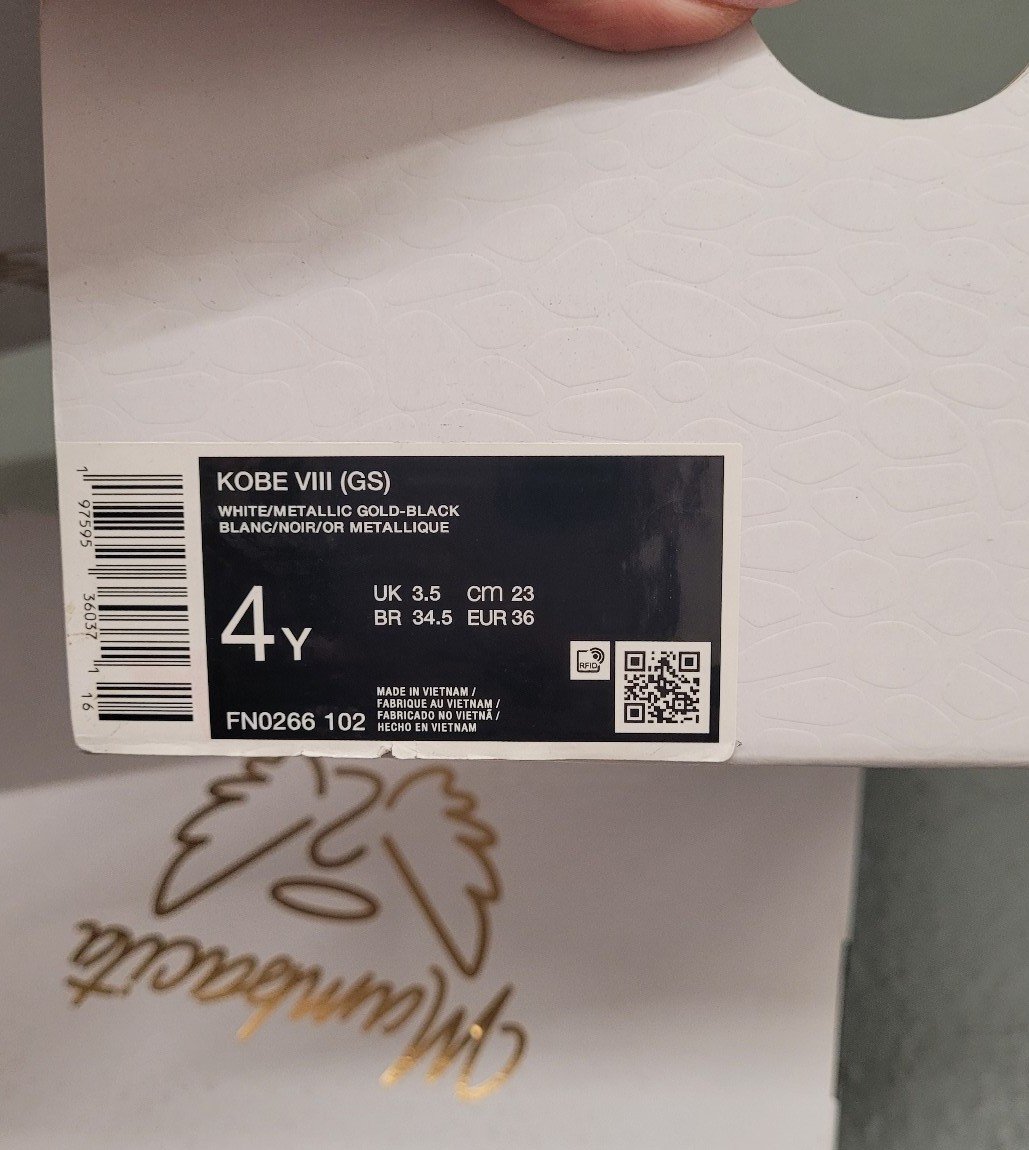 KOBE VIII (GS)
WHITE/METALLIC GOLD-BLACK
BLANC/NOIR/OR METALLIQUE
4Y
UK 3.5 CM 23
BR 34.5 EUR 36
RFID
MADE IN VIETNAM /
FABRIQUE AU VIETNAM /
FABRICADO NO VIETNÃ /
HECHO EN VIETNAM
FN0266 102
1 97595 36037 1 16
2
Mambacita